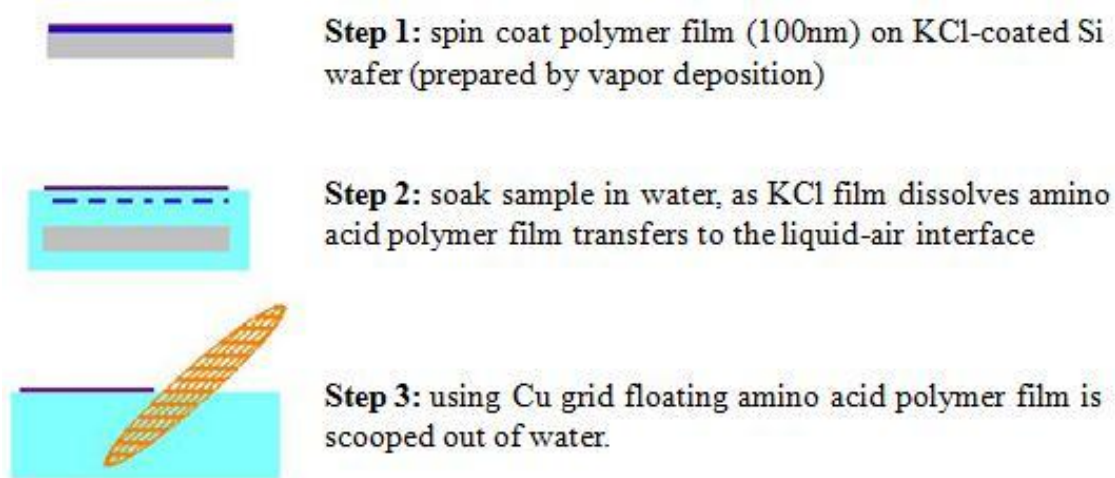 Step 1: spin coat polymer film (100nm) on KCl-coated Si
wafer (prepared by vapor deposition)
Step 2: soak sample in water, as KCl film dissolves amino
acid polymer film transfers to the liquid-air interface
Step 3: using Cu grid floating amino acid polymer film is
scooped out of water.